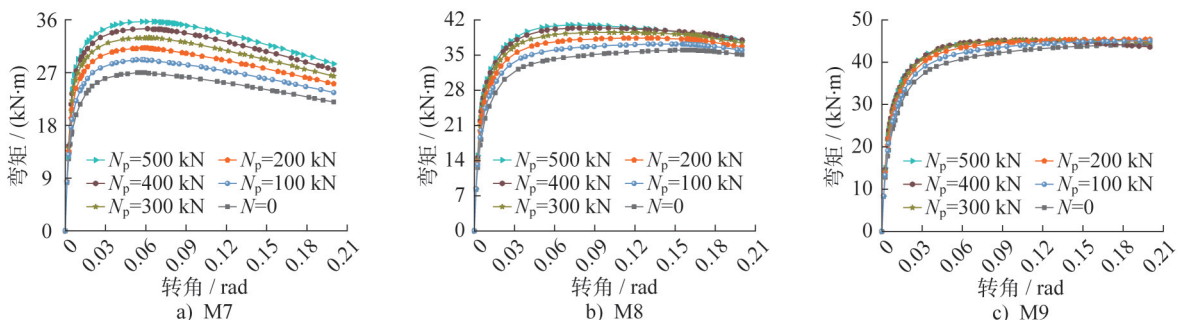 36
27
18
9
0
弯矩 / (kN·m)
Np=500 kN Np=200 kN
Np=400 kN Np=100 kN
Np=300 kN N=0
0 0.03 0.06 0.09 0.12 0.15 0.18 0.21
转角 / rad
a) M7
42
35
28
21
14
7
0
弯矩 / (kN·m)
Np=500 kN Np=200 kN
Np=400 kN Np=100 kN
Np=300 kN N=0
0 0.03 0.06 0.09 0.12 0.15 0.18 0.21
转角 / rad
b) M8
50
40
30
20
10
0
弯矩 / (kN·m)
Np=500 kN Np=200 kN
Np=400 kN Np=100 kN
Np=300 kN N=0
0 0.03 0.06 0.09 0.12 0.15 0.18 0.21
转角 / rad
c) M9